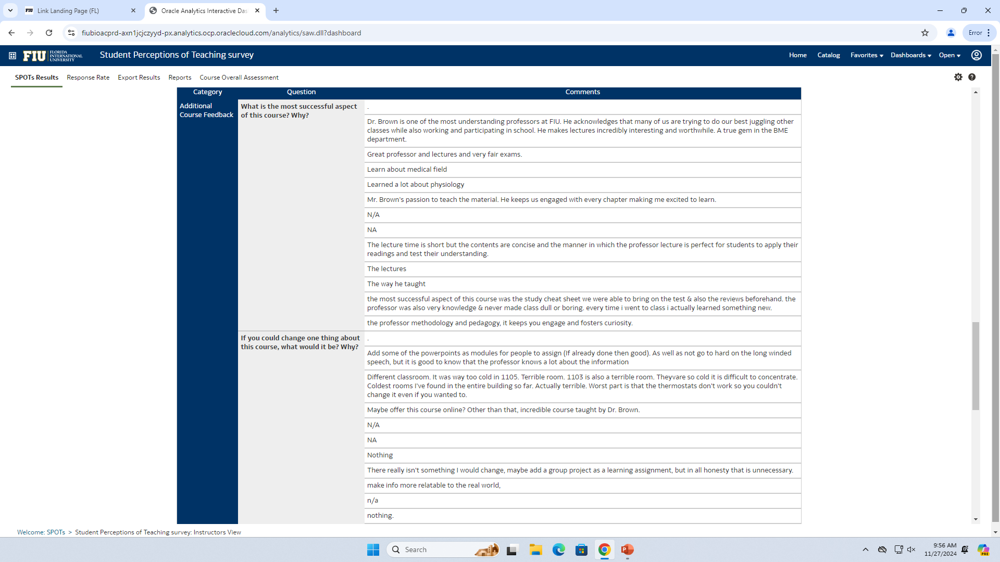 Link Landing Page (FL)
Oracle Analytics Interactive Das
fiubioacprd-axn1jcjczyyd-px.analytics.ocp.oraclecloud.com/analytics/saw.dll?dashboard
Error
FIU FLORIDA INTERNATIONAL UNIVERSITY
Student Perceptions of Teaching survey
Home Catalog Favorites Dashboards Open
SPOTs Results Response Rate Export Results Reports Course Overall Assessment
Category Question Comments
Additional
Course Feedback
What is the most successful aspect
of this course? Why?
.
Dr. Brown is one of the most understanding professors at FIU. He acknowledges that many of us are trying to do our best juggling other
classes while also working and participating in school. He makes lectures incredibly interesting and worthwhile. A true gem in the BME
department.
Great professor and lectures and very fair exams.
Learn about medical field
Learned a lot about physiology
Mr. Brown's passion to teach the material. He keeps us engaged with every chapter making me excited to learn.
N/A
NA
The lecture time is short but the contents are concise and the manner in which the professor lecture is perfect for students to apply their
readings and test their understanding.
The lectures
The way he taught
the most successful aspect of this course was the study cheat sheet we were able to bring on the test & also the reviews beforehand. the
professor was also very knowledge & never made class dull or boring. every time i went to class i actually learned something new.
the professor methodology and pedagogy, it keeps you engage and fosters curiosity.
If you could change one thing about
this course, what would it be? Why?
.
Add some of the powerpoints as modules for people to assign (If already done then good). As well as not go to hard on the long winded
speech, but it is good to know that the professor knows a lot about the information
Different classroom. It was way too cold in 1105. Terrible room. 1103 is also a terrible room. Theyvare so cold it is difficult to concentrate.
Coldest rooms I've found in the entire building so far. Actually terrible. Worst part is that the thermostats don't work so you couldn't
change it even if you wanted to.
Maybe offer this course online? Other than that, incredible course taught by Dr. Brown.
N/A
NA
Nothing
There really isn't something I would change, maybe add a group project as a learning assignment, but in all honesty that is unnecessary.
make info more relatable to the real world,
n/a
nothing.
Welcome: SPOTs > Student Perceptions of Teaching survey: Instructors View
Search
9:56 AM
11/27/2024
PRE